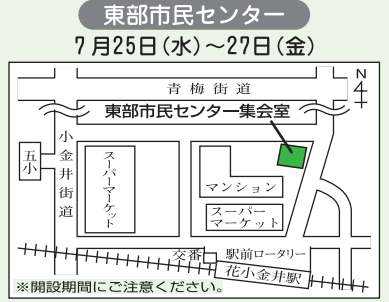 東部市民センター
7月25日(水)〜27日(金)
N
4
青梅街道
東部市民センター集会室
五小
小金井街道
スーパーマーケット
マンション
スーパー
マーケット
交番
駅前ロータリー
花小金井駅
※開設期間にご注意ください。